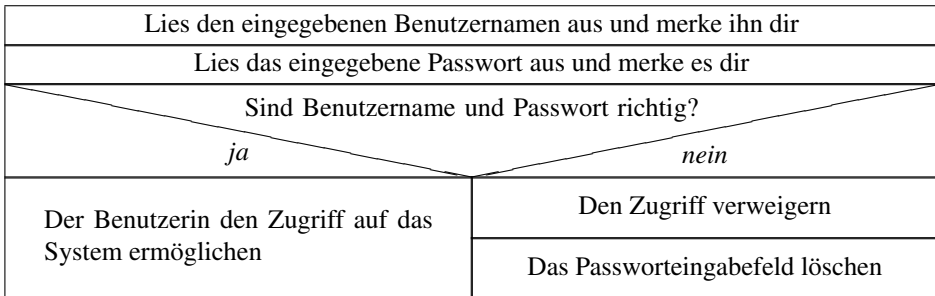 Lies den eingegebenen Benutzernamen aus und merke ihn dir
Lies das eingegebene Passwort aus und merke es dir
Sind Benutzername und Passwort richtig?
ja
nein
Der Benutzerin den Zugriff auf das
System ermöglichen
Den Zugriff verweigern
Das Passworteingabefeld löschen